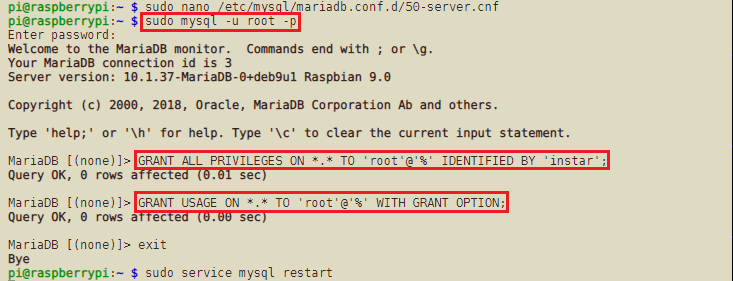 pi@raspberrypi:~ $ sudo nano /etc/mysql/mariadb.conf.d/50-server.cnf
pi@raspberrypi:~ $ sudo mysql -u root -p
Enter password:
Welcome to the MariaDB monitor.  Commands end with ; or \g.
Your MariaDB connection id is 3
Server version: 10.1.37-MariaDB-0+deb9u1 Raspbian 9.0
Copyright (c) 2000, 2018, Oracle, MariaDB Corporation Ab and others.
Type 'help;' or '\h' for help. Type '\c' to clear the current input statement.
MariaDB [(none)]> GRANT ALL PRIVILEGES ON *.* TO 'root'@'%' IDENTIFIED BY 'instar';
Query OK, 0 rows affected (0.01 sec)
MariaDB [(none)]> GRANT USAGE ON *.* TO 'root'@'%' WITH GRANT OPTION;
Query OK, 0 rows affected (0.00 sec)
MariaDB [(none)]> exit
Bye
pi@raspberrypi:~ $ sudo service mysql restart